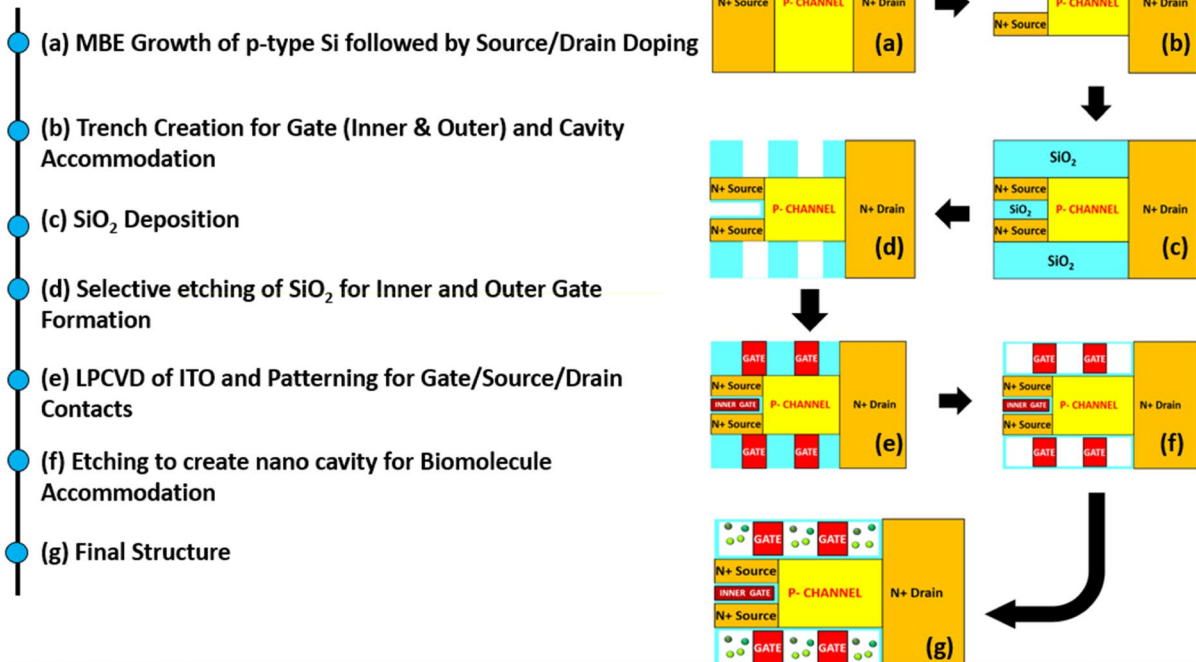 (a) MBE Growth of p-type Si followed by Source/Drain Doping
(b) Trench Creation for Gate (Inner & Outer) and Cavity
Accommodation
(c) SiO₂ Deposition
(d) Selective etching of SiO₂ for Inner and Outer Gate
Formation
(e) LPCVD of ITO and Patterning for Gate/Source/Drain
Contacts
(f) Etching to create nano cavity for Biomolecule
Accommodation
(g) Final Structure
N+ Source P- CHANNEL N+ Drain
(a)
P- CHANNEL N+ Drain
N+ Source
(b)
N+ Source
P- CHANNEL N+ Drain
N+ Source
(d)
SiO₂
N+ Source
SiO₂ P- CHANNEL N+ Drain
N+ Source
(c)
SiO₂
GATE GATE
N+ Source
INNER GATE P- CHANNEL N+ Drain
N+ Source
(e)
GATE GATE
GATE GATE
N+ Source
INNER GATE P- CHANNEL N+ Drain
N+ Source
(f)
GATE GATE
GATE GATE
N+ Source
INNER GATE P- CHANNEL N+ Drain
N+ Source
GATE GATE
(g)